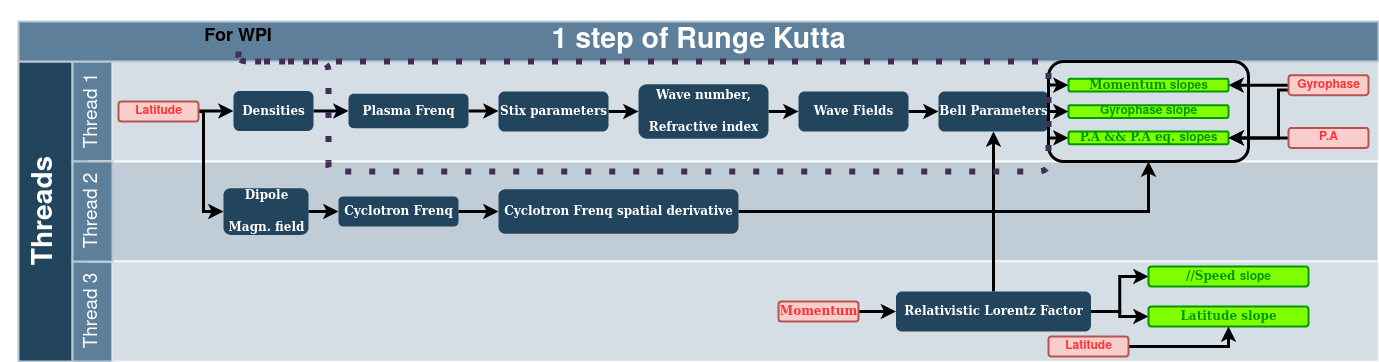 For WPI
1 step of Runge Kutta
Threads
Thread 1
Latitude
Densities
Plasma Frenq
Stix parameters
Wave number,
Refractive index
Wave Fields
Bell Parameters
Momentum slopes
Gyrophase slope
P.A && P.A eq. slopes
Gyrophase
P.A
Thread 2
Dipole
Magn. field
Cyclotron Frenq
Cyclotron Frenq spatial derivative
Thread 3
Momentum
Relativistic Lorentz Factor
//Speed slope
Latitude slope
Latitude